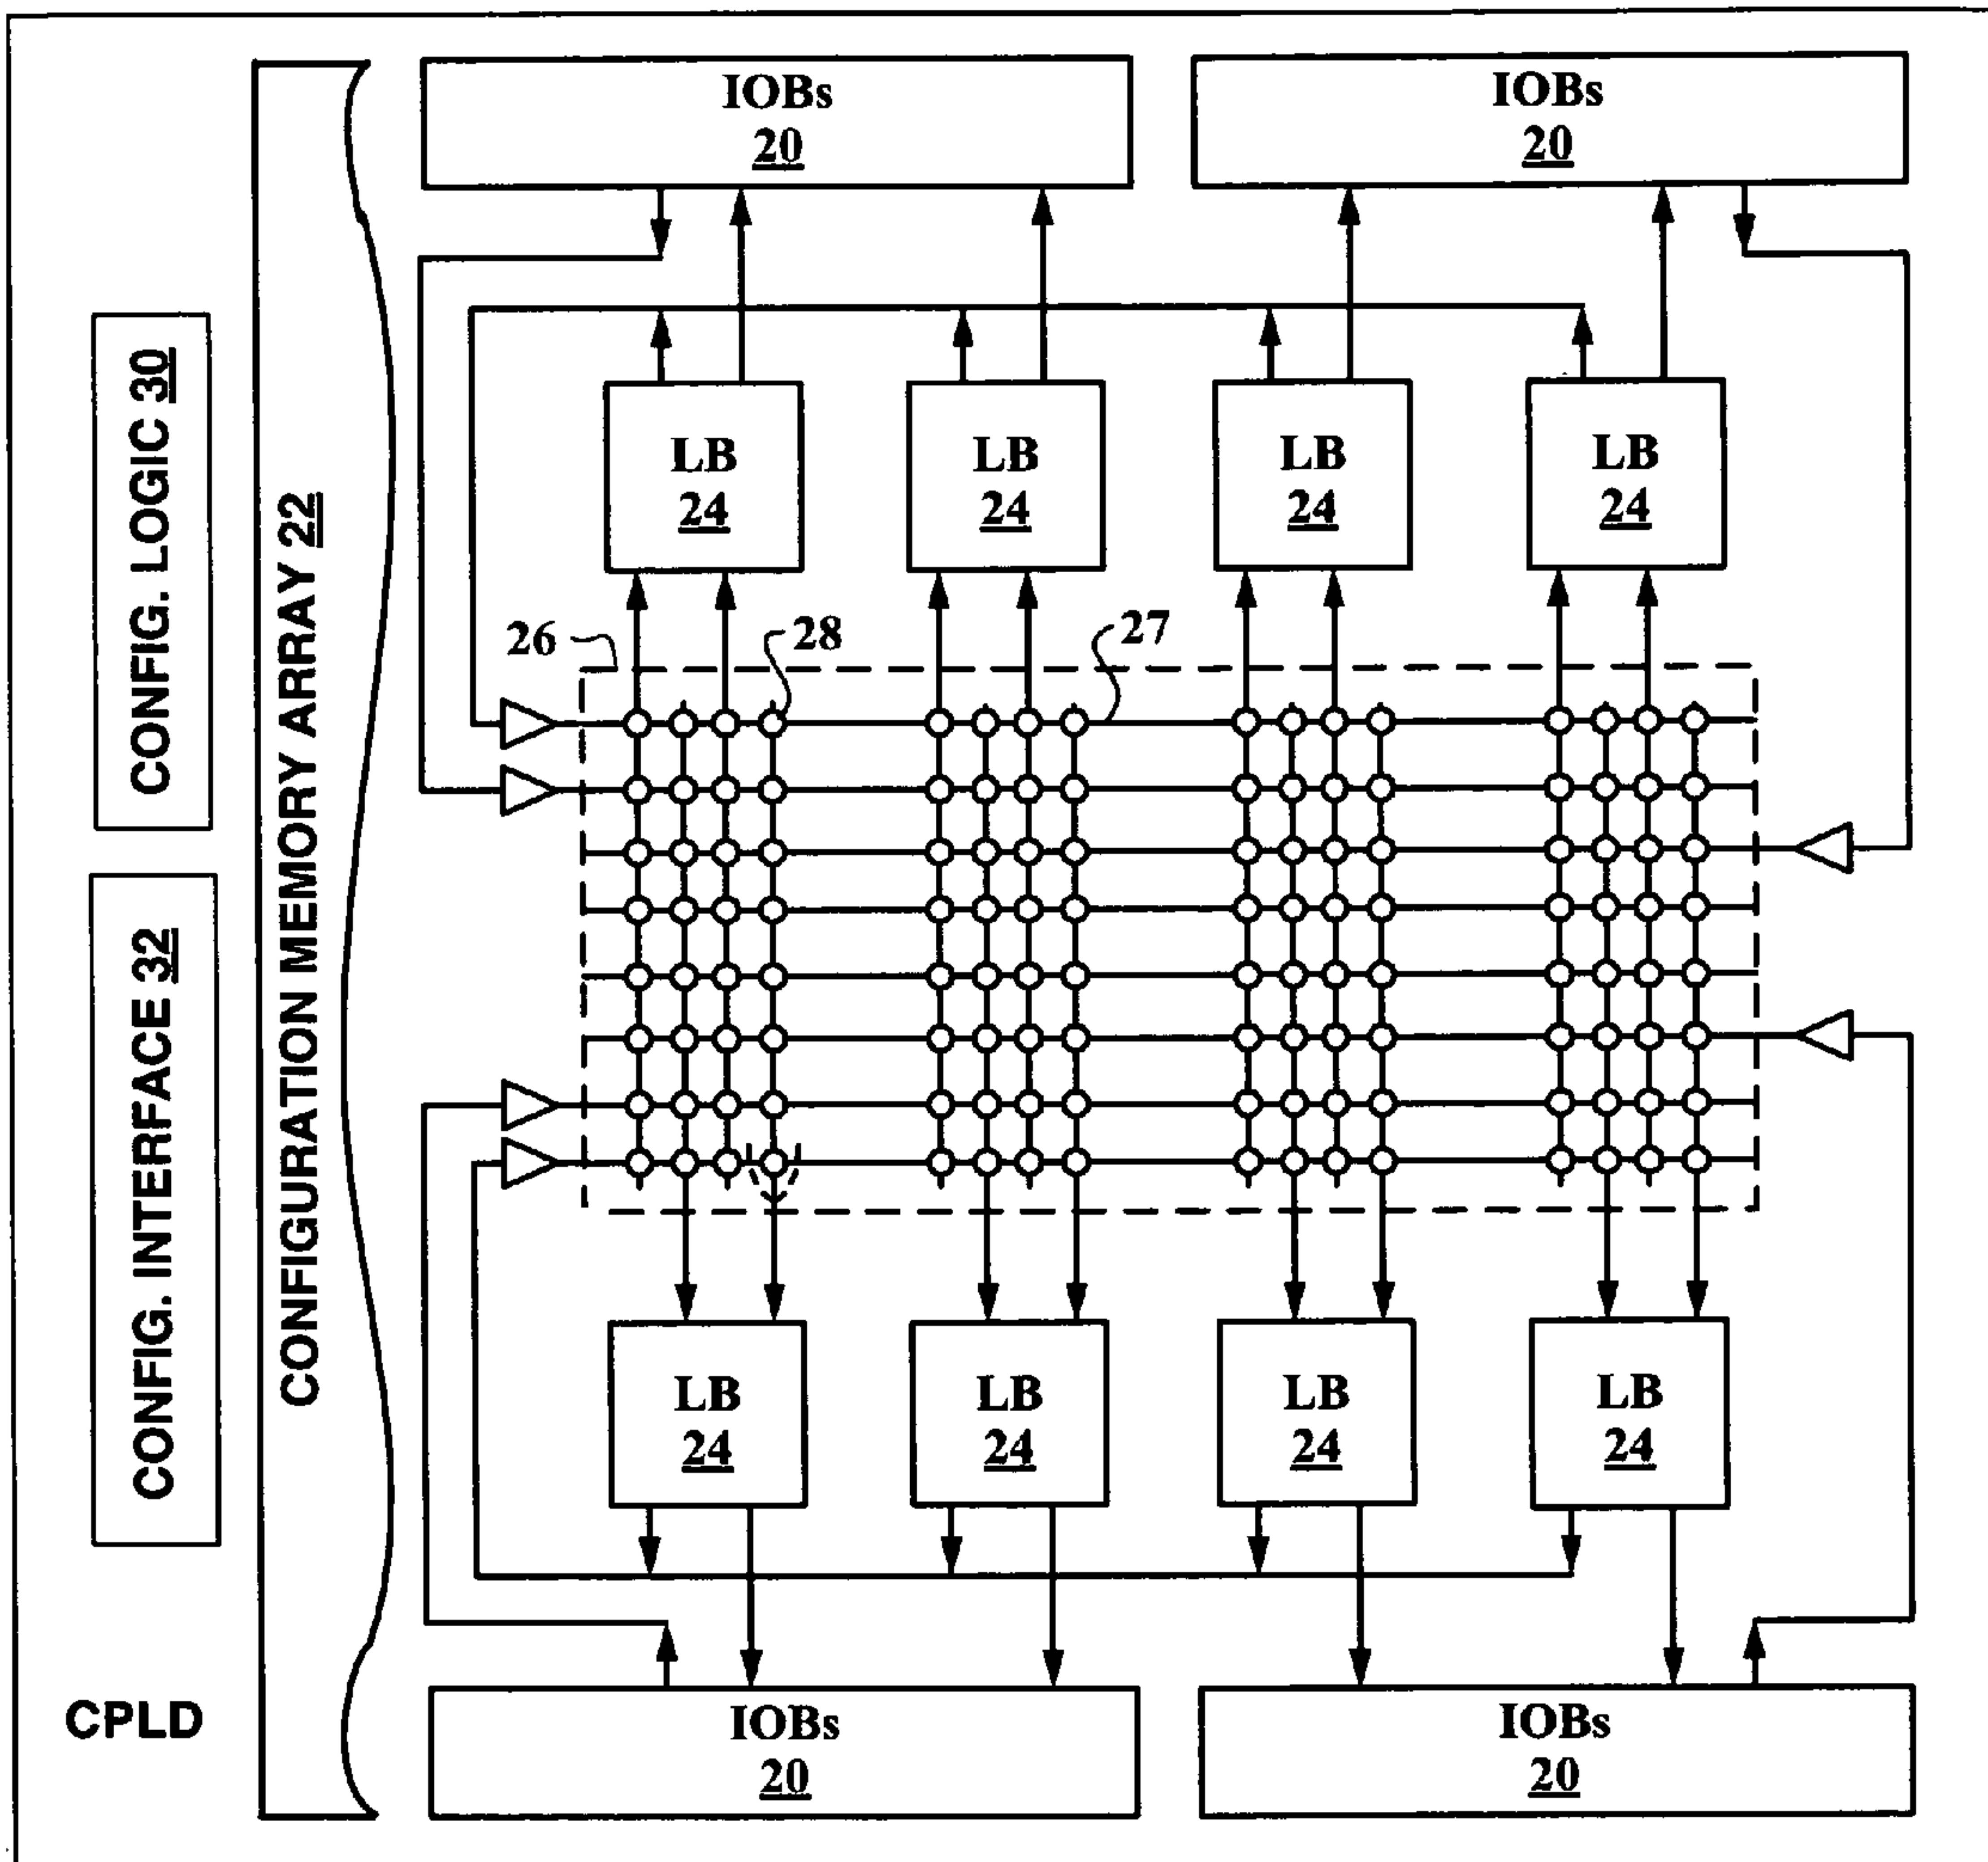 IOBs
20
IOBs
20
CONFIG. LOGIC 30
CONFIG. INTERFACE 32
CONFIGURATION MEMORY ARRAY 22
LB
24
LB
24
LB
24
LB
24
26
28
27
LB
24
LB
24
LB
24
LB
24
CPLD
IOBs
20
IOBs
20